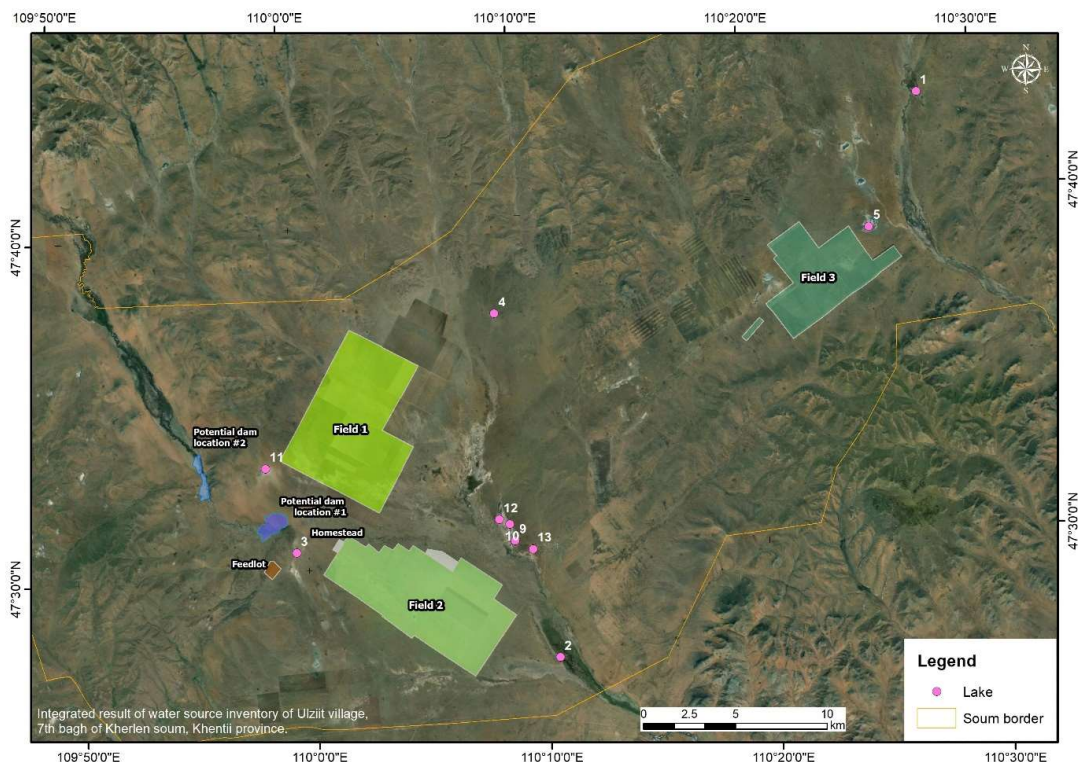 109°50'0"E
110°0'0"E
110°10'0"E
110°20'0"E
110°30'0"E
N
W E
S
1
47°40'0"N
5
47°40'0"N
Field 3
4
Potential dam
location #2
Field 1
11
Potential dam
location #1
12
9
10
13
Homestead
3
47°30'0"N
Feedlot
47°30'0"N
Field 2
2
Legend
Lake
Soum border
Integrated result of water source inventory of Ulziit village,
7th bagh of Kherlen soum, Khentii province.
0 2.5 5 10
km
109°50'0"E
110°0'0"E
110°10'0"E
110°20'0"E
110°30'0"E